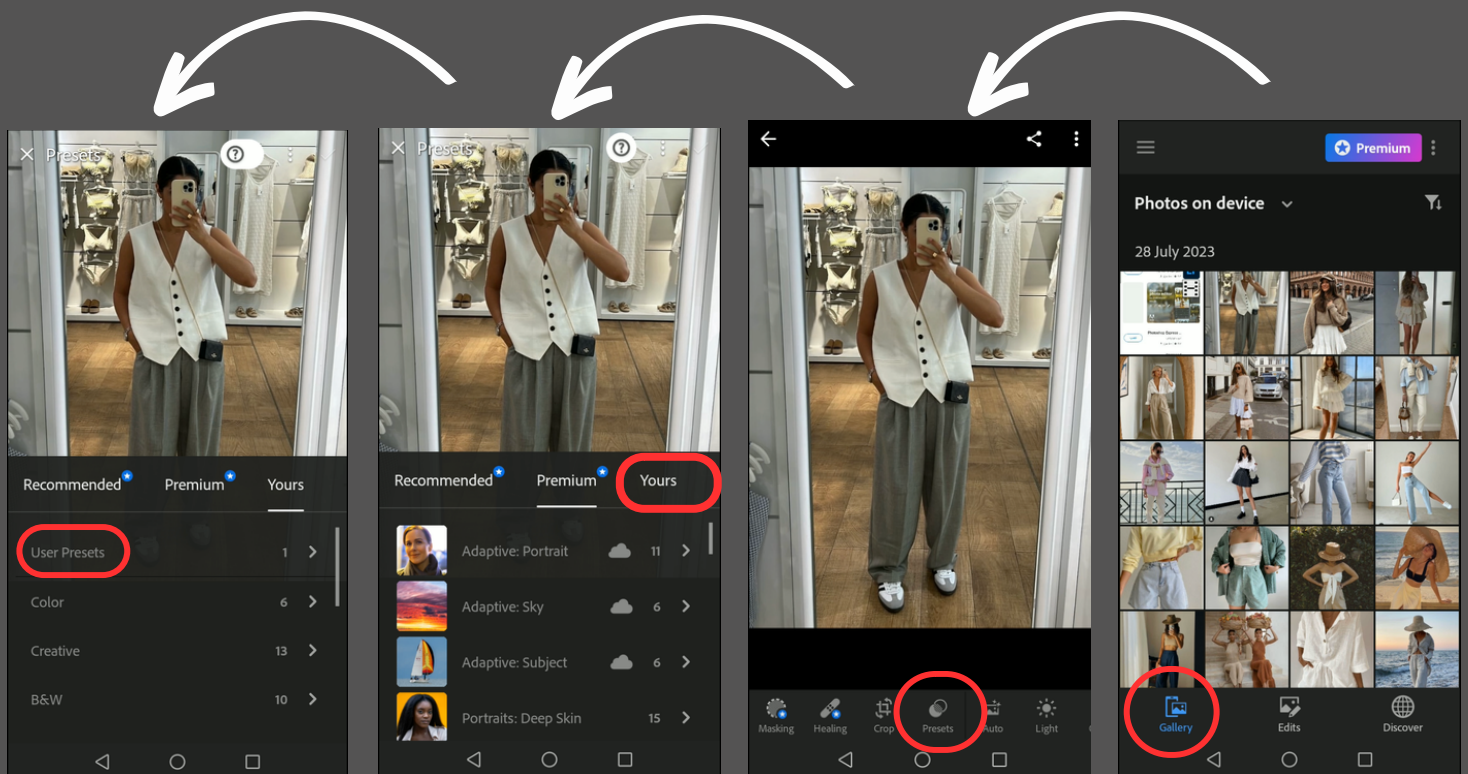 Presets
Recommended
Premium
Yours
User Presets 1
Color 6
Creative 13
B&W 10
Presets
Recommended
Premium
Yours
Adaptive: Portrait 11
Adaptive: Sky 6
Adaptive: Subject 6
Portraits: Deep Skin 15
Masking
Healing
Crop
Presets
Auto
Light
Premium
Photos on device
28 July 2023
Gallery
Edits
Discover